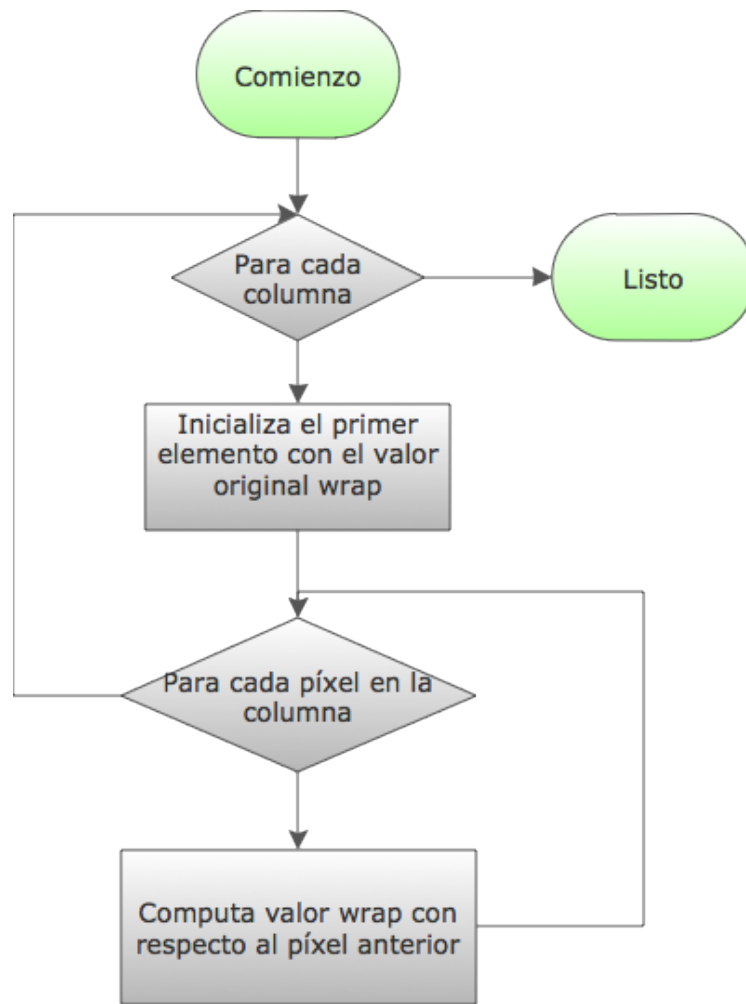 Comienzo
Para cada
columna
Listo
Inicializa el primer
elemento con el valor
original wrap
Para cada píxel en la
columna
Computa valor wrap con
respecto al píxel anterior